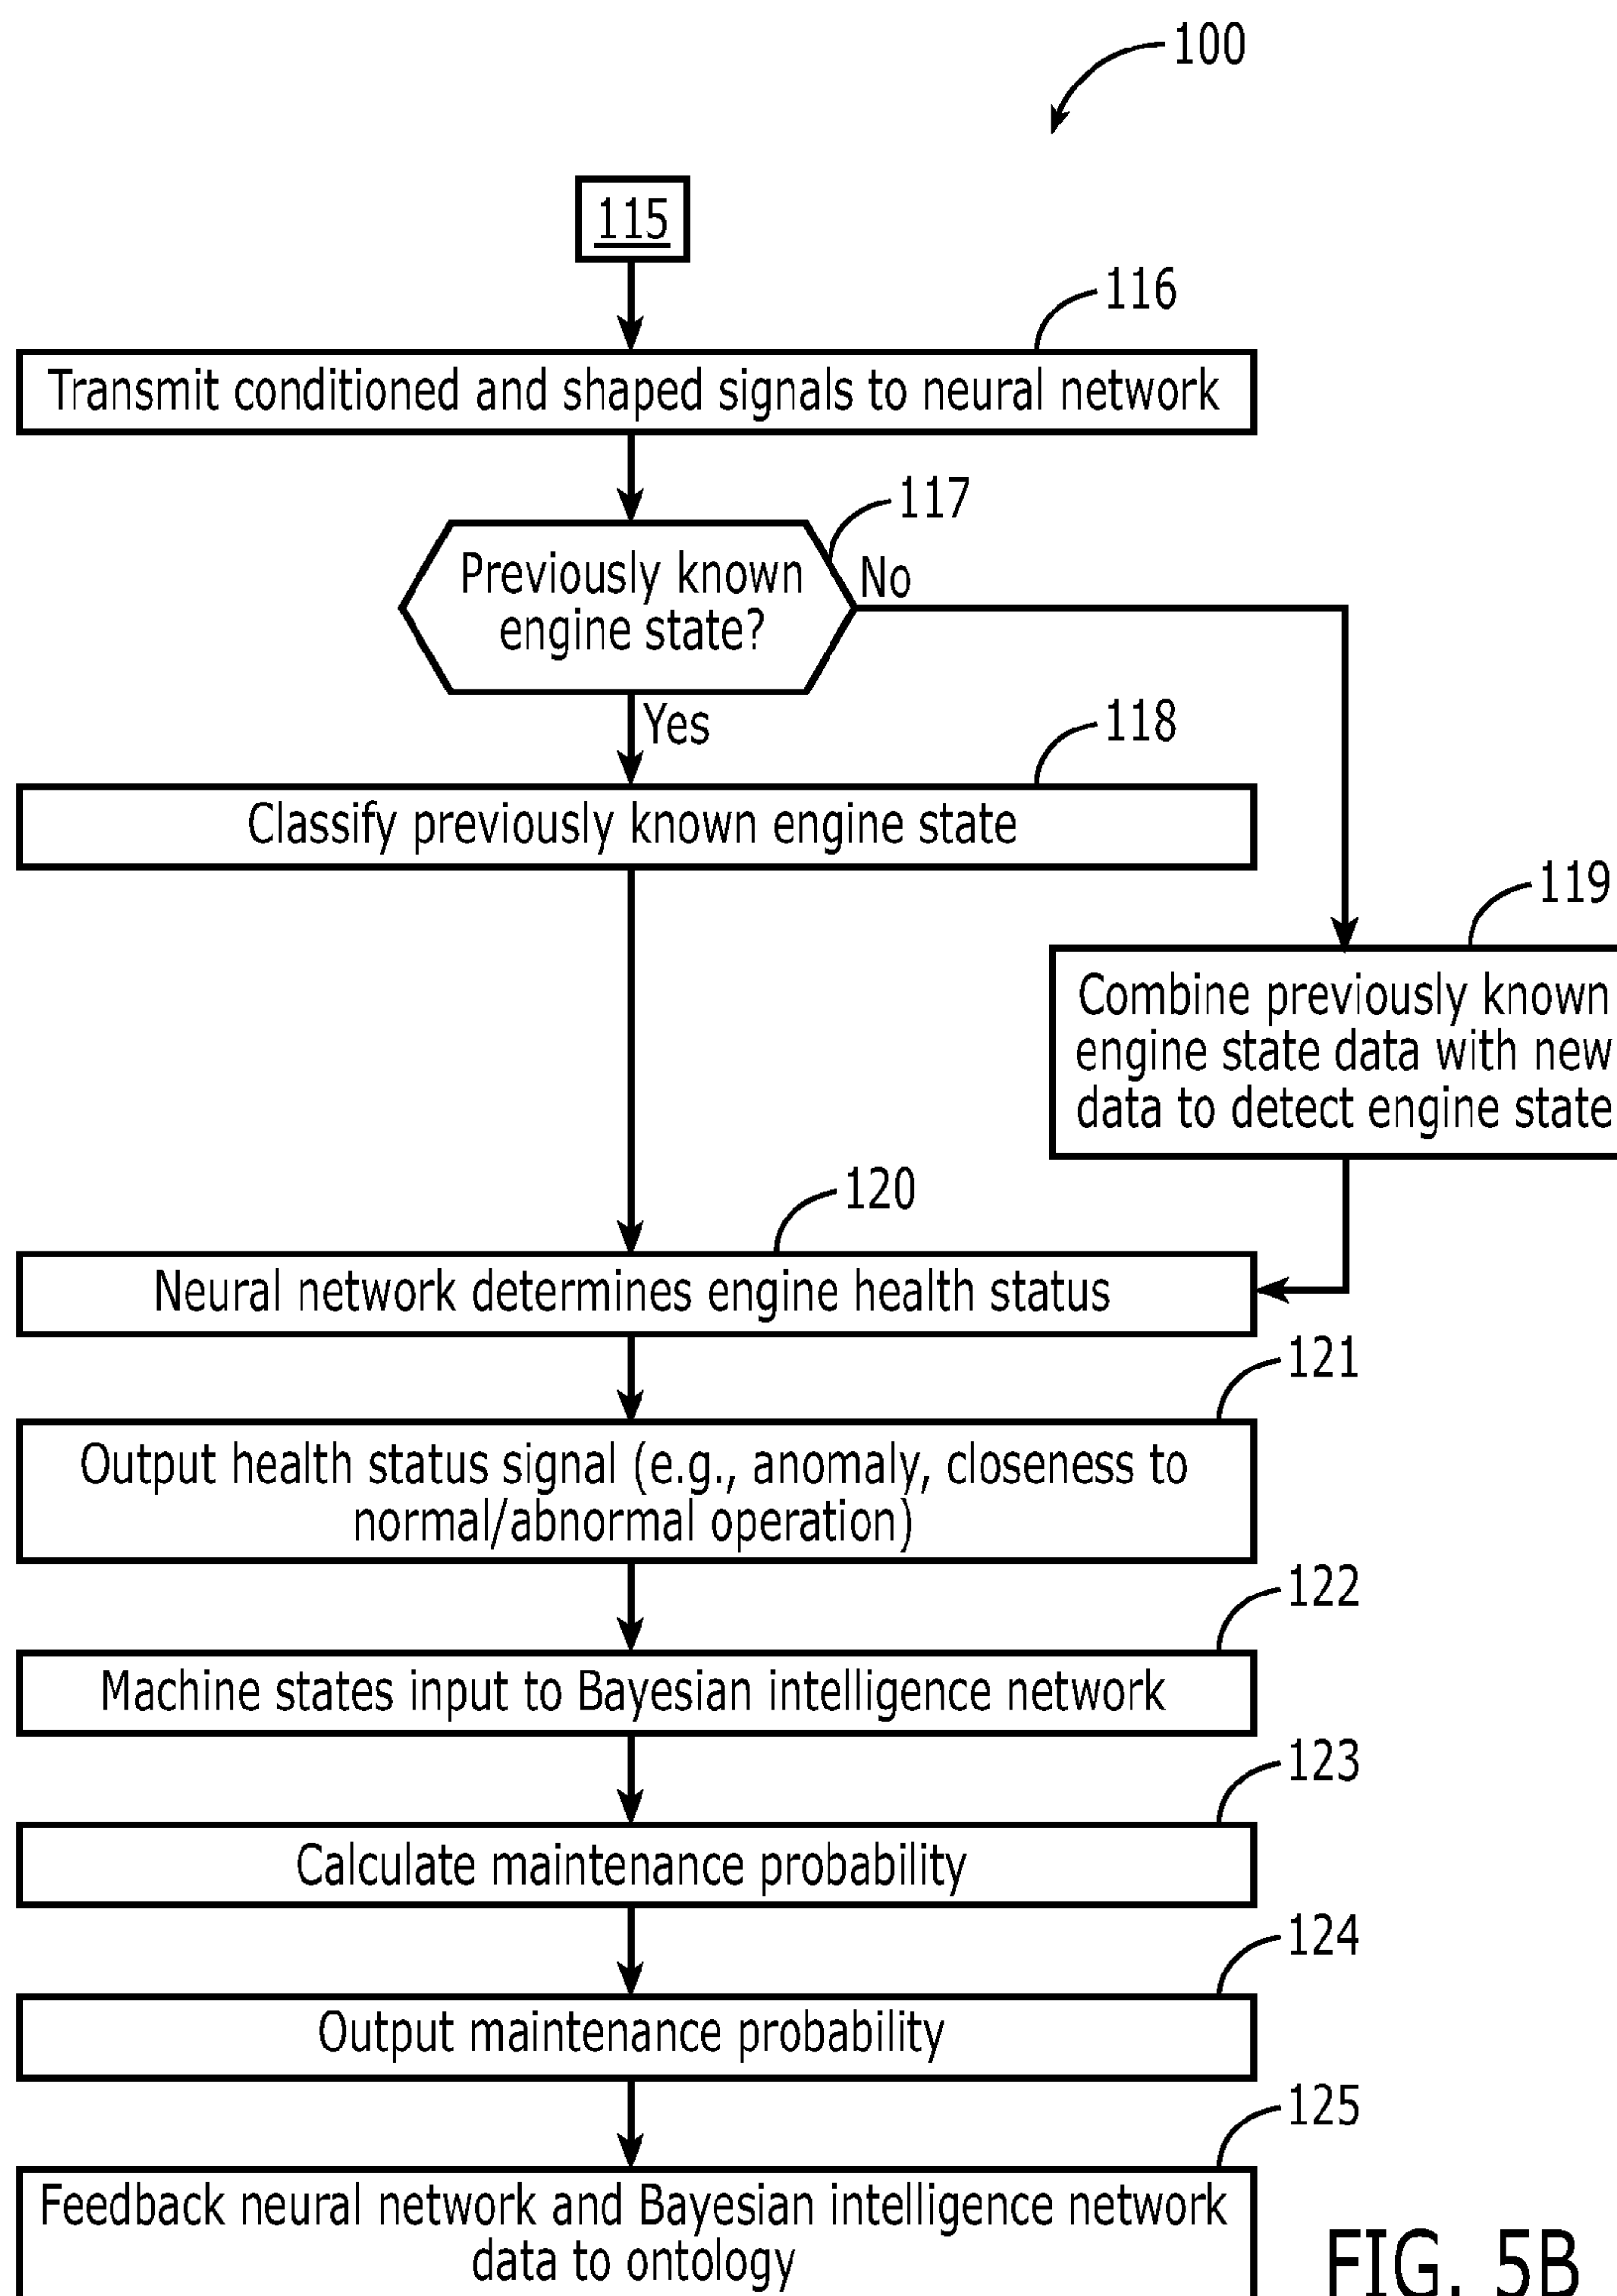 100
115
116
Transmit conditioned and shaped signals to neural network
117
Previously known
engine state?
No
Yes
118
Classify previously known engine state
119
Combine previously known
engine state data with new
data to detect engine state
120
Neural network determines engine health status
121
Output health status signal (e.g., anomaly, closeness to
normal/abnormal operation)
122
Machine states input to Bayesian intelligence network
123
Calculate maintenance probability
124
Output maintenance probability
125
Feedback neural network and Bayesian intelligence network
data to ontology
FIG. 5B